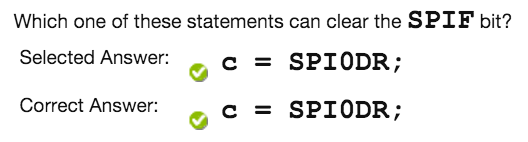 Which one of these statements can clear the SPIF bit?
Selected Answer: c = SPI0DR;
Correct Answer: c = SPI0DR;